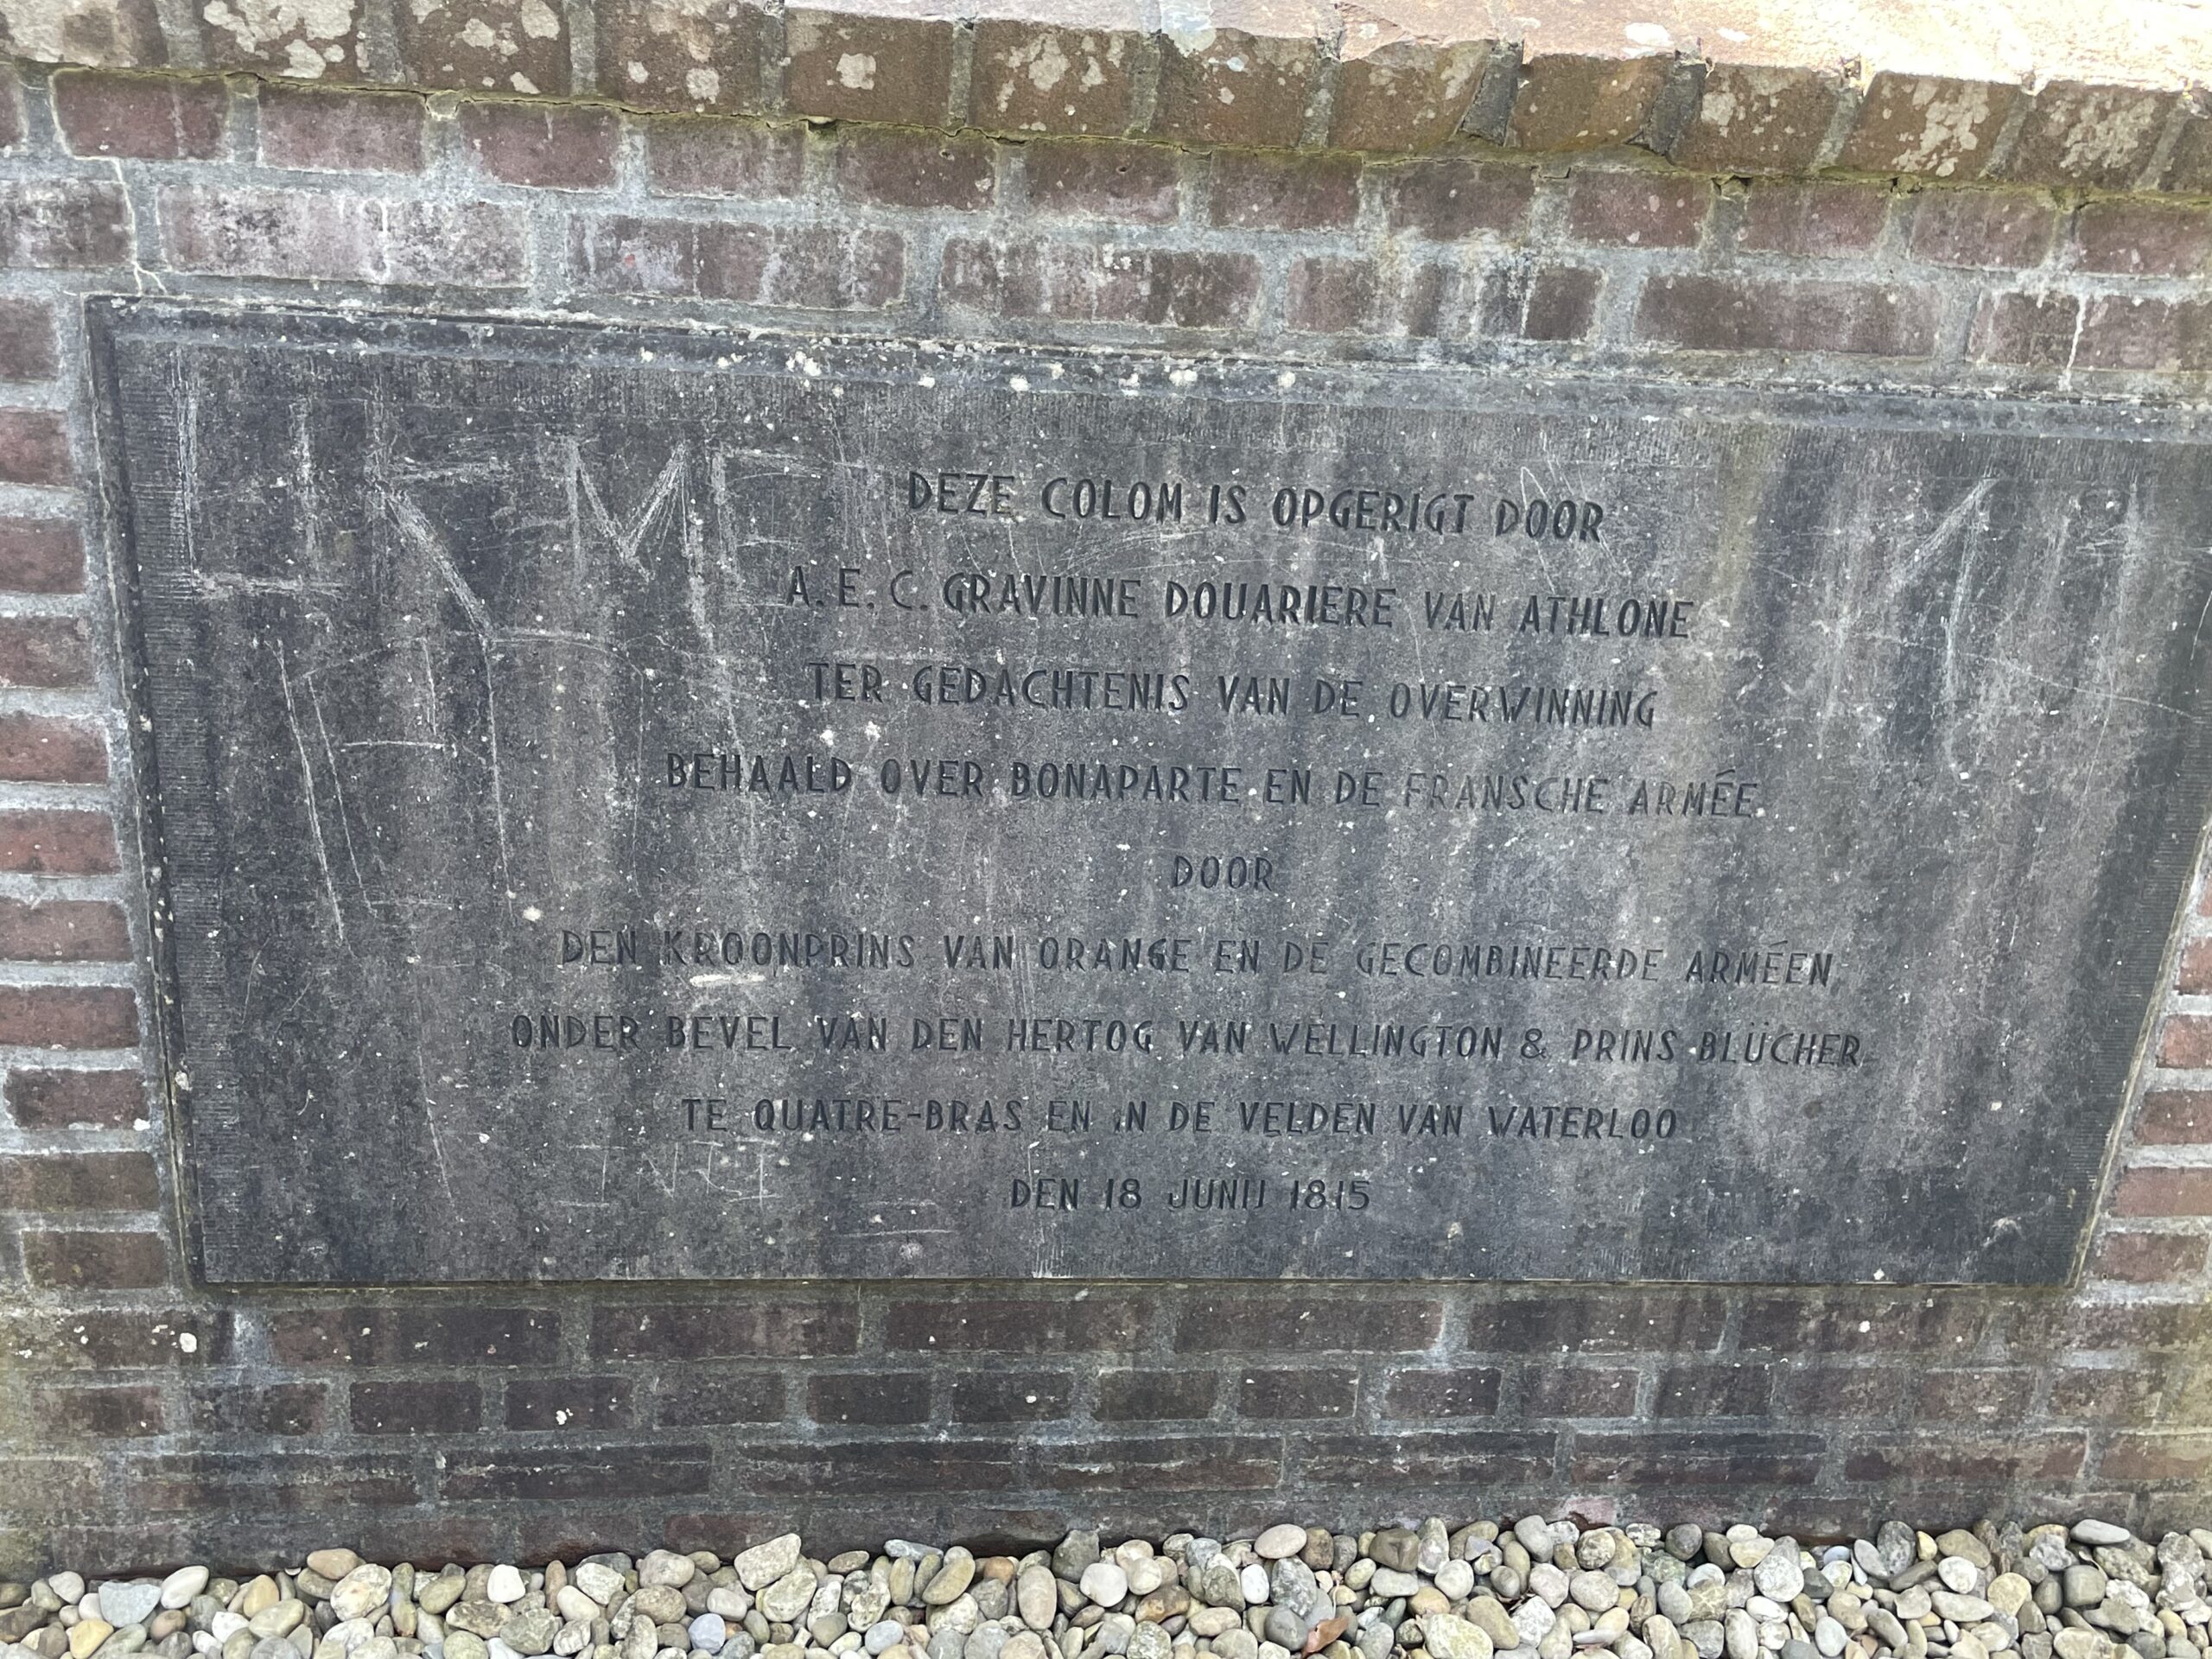 DEZE COLOM IS OPGERIGT DOOR
A. E. C. GRAVINNE DOUARIERE VAN ATHLONE
TER GEDACHTENIS VAN DE OVERWINNING
BEHAALD OVER BONAPARTE EN DE FRANSCHE ARMÉE
DOOR
DEN KROONPRINS VAN ORANGE EN DE GECOMBINEERDE ARMÉEN,
ONDER BEVEL VAN DEN HERTOG VAN WELLINGTON & PRINS BLÜCHER
TE QUATRE-BRAS EN IN DE VELDEN VAN WATERLOO
DEN 18 JUNIJ 1815